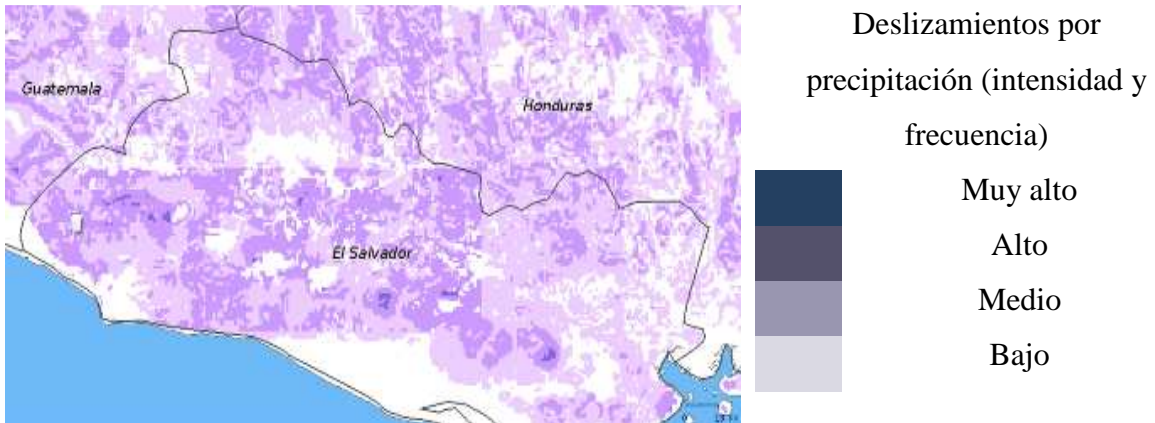 Guatemala
Honduras
El Salvador
Deslizamientos por
precipitación (intensidad y
frecuencia)
Muy alto
Alto
Medio
Bajo